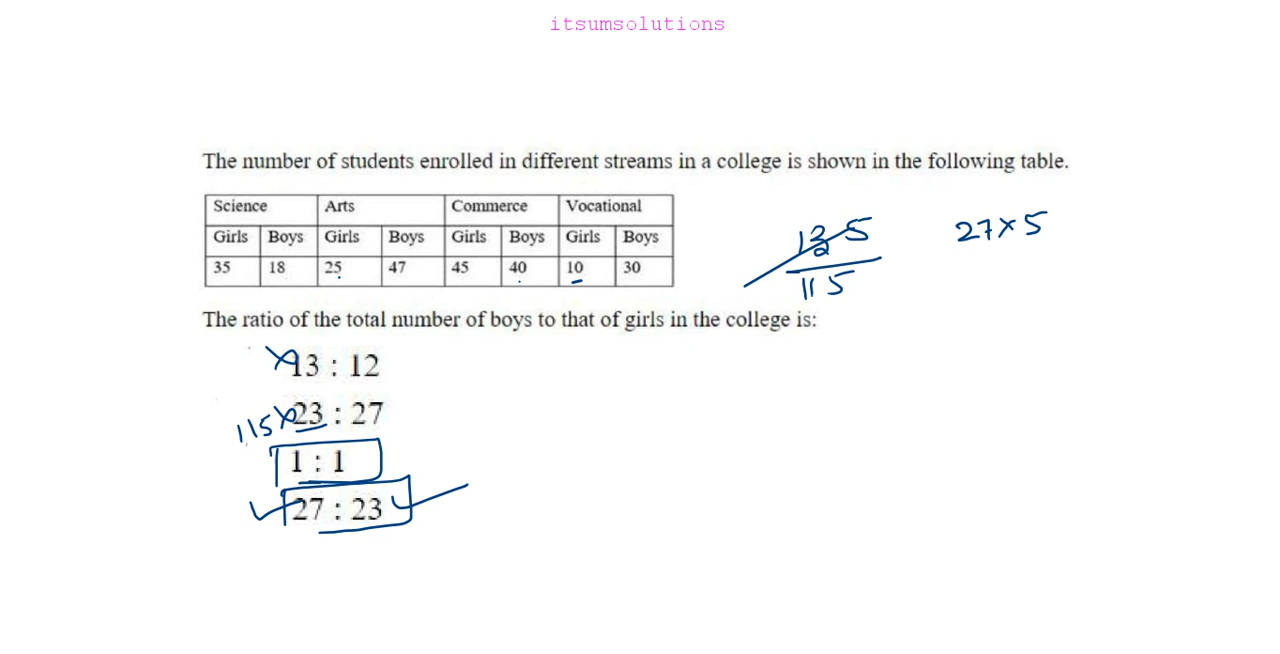 itsumsolutions
The number of students enrolled in different streams in a college is shown in the following table.
Science Arts Commerce Vocational
Girls Boys Girls Boys Girls Boys Girls Boys
35 18 25 47 45 40 10 30
27×5
115
The ratio of the total number of boys to that of girls in the college is:
13 : 12
115 23 : 27
1 : 1
27 : 23